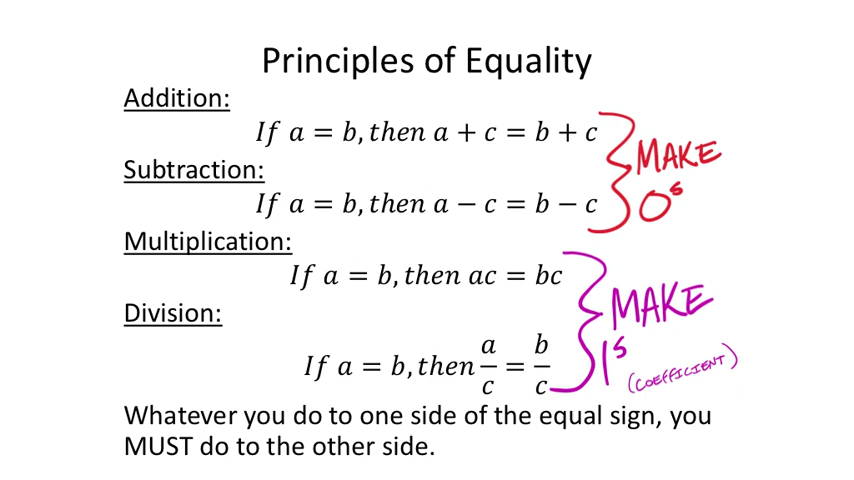 Principles of Equality
Addition:
If a = b, then a + c = b + c
Subtraction:
If a = b, then a − c = b − c
MAKE
0s
Multiplication:
If a = b, then ac = bc
Division:
If a = b, then a/c = b/c
MAKE
1s
(COEFFICIENT)
Whatever you do to one side of the equal sign, you
MUST do to the other side.